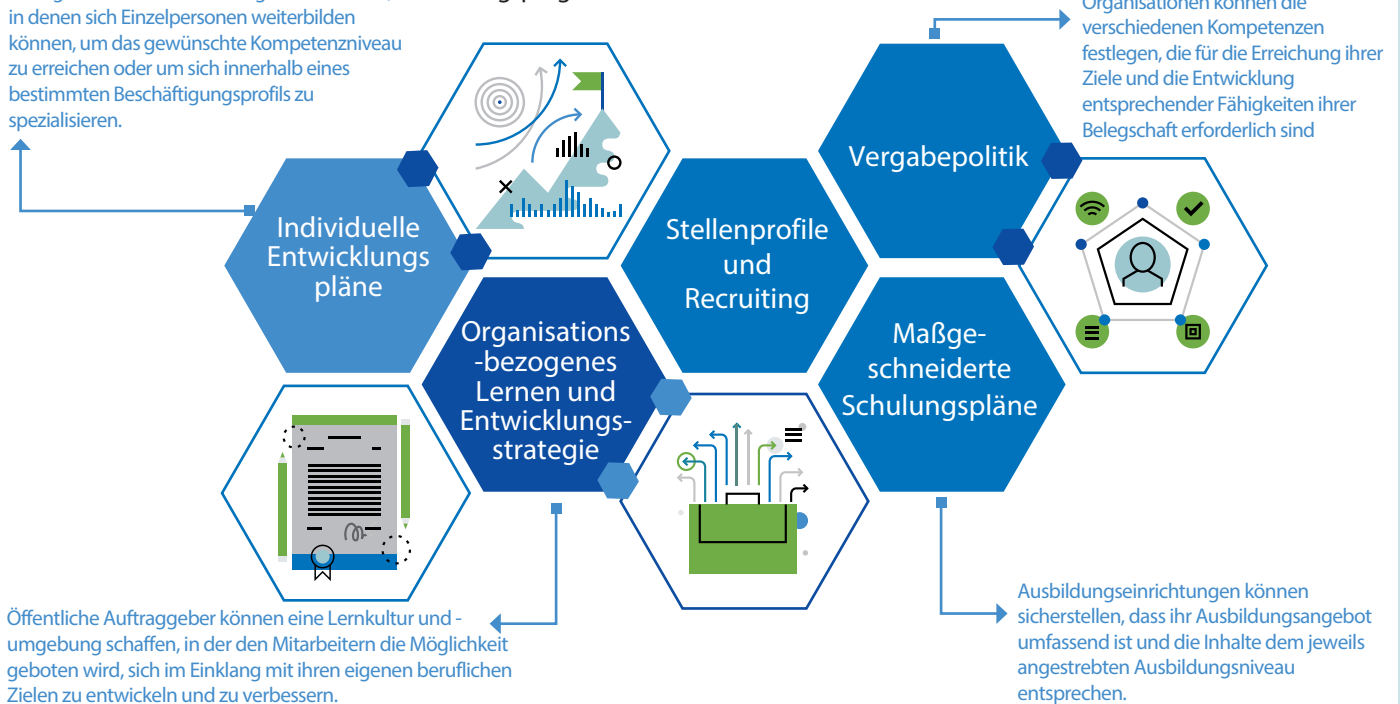 in denen sich Einzelpersonen weiterbilden
können, um das gewünschte Kompetenzniveau
zu erreichen oder um sich innerhalb eines
bestimmten Beschäftigungsprofils zu
spezialisieren.
Organisationen können die
verschiedenen Kompetenzen
festlegen, die für die Erreichung ihrer
Ziele und die Entwicklung
entsprechender Fähigkeiten ihrer
Belegschaft erforderlich sind
Individuelle
Entwicklungs
pläne
Organisations
-bezogenes
Lernen und
Entwicklungs-
strategie
Stellenprofile
und
Recruiting
Vergabepolitik
Maßge-
schneiderte
Schulungspläne
Öffentliche Auftraggeber können eine Lernkultur und -
umgebung schaffen, in der den Mitarbeitern die Möglichkeit
geboten wird, sich im Einklang mit ihren eigenen beruflichen
Zielen zu entwickeln und zu verbessern.
Ausbildungseinrichtungen können
sicherstellen, dass ihr Ausbildungsangebot
umfassend ist und die Inhalte dem jeweils
angestrebten Ausbildungsniveau
entsprechen.